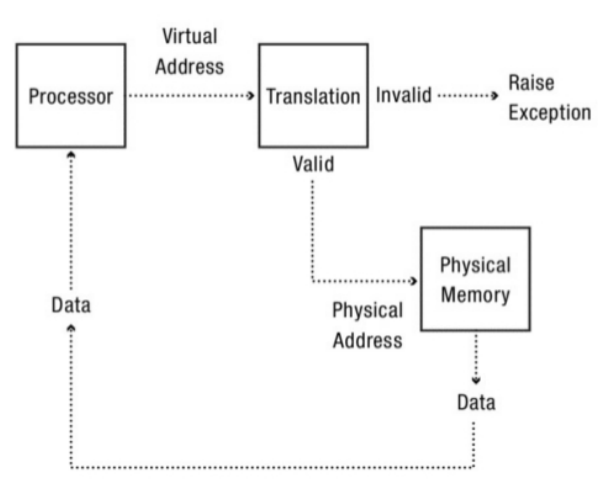 Virtual
Address
Processor
Translation
Invalid
Raise
Exception
Valid
Physical
Memory
Physical
Address
Data
Data